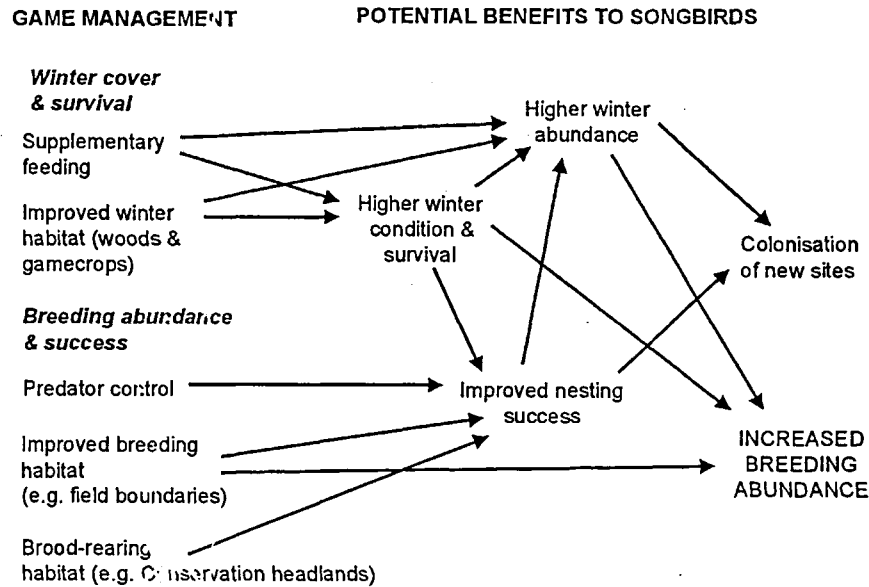 GAME MANAGEMENT
POTENTIAL BENEFITS TO SONGBIRDS
Winter cover
& survival
Supplementary
feeding
Improved winter
habitat (woods &
gamecrops)
Breeding abundance
& success
Predator control
Improved breeding
habitat
(e.g. field boundaries)
Brood-rearing
habitat (e.g. Conservation headlands)
Higher winter
abundance
Higher winter
condition &
survival
Improved nesting
success
Colonisation
of new sites
INCREASED
BREEDING
ABUNDANCE